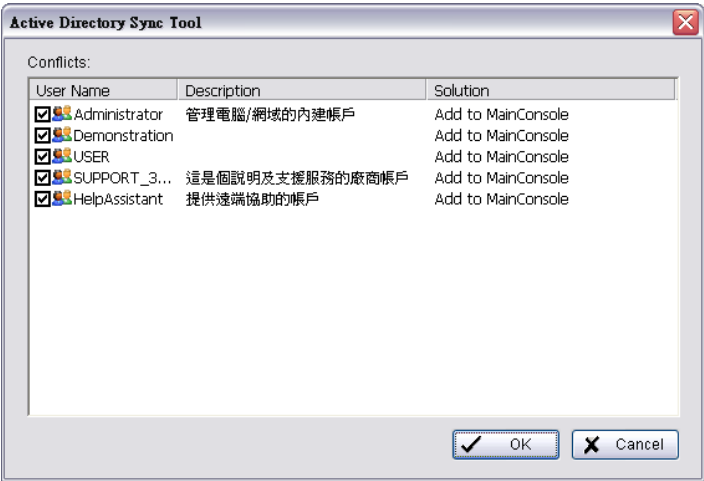 Active Directory Sync Tool
Conflicts:
User Name Description Solution
Administrator 管理電腦/網域的內建帳戶 Add to MainConsole
Demonstration Add to MainConsole
USER Add to MainConsole
SUPPORT_3... 這是個說明及支援服務的廠商帳戶 Add to MainConsole
HelpAssistant 提供遠端協助的帳戶 Add to MainConsole
OK Cancel